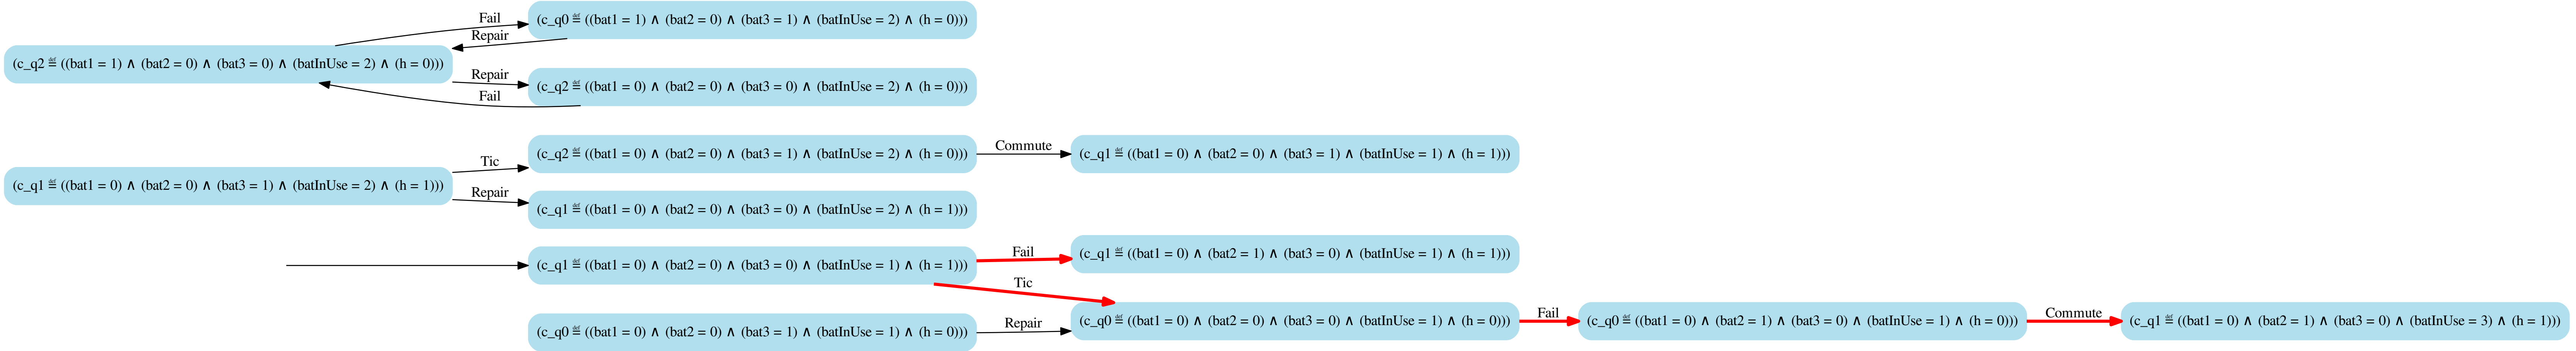 Fail
(c_q0 ≝ ((bat1 = 1) ∧ (bat2 = 0) ∧ (bat3 = 1) ∧ (batInUse = 2) ∧ (h = 0)))
Repair
(c_q2 ≝ ((bat1 = 1) ∧ (bat2 = 0) ∧ (bat3 = 0) ∧ (batInUse = 2) ∧ (h = 0)))
Repair
(c_q2 ≝ ((bat1 = 0) ∧ (bat2 = 0) ∧ (bat3 = 0) ∧ (batInUse = 2) ∧ (h = 0)))
Fail
(c_q2 ≝ ((bat1 = 0) ∧ (bat2 = 0) ∧ (bat3 = 1) ∧ (batInUse = 2) ∧ (h = 0)))
Commute
(c_q1 ≝ ((bat1 = 0) ∧ (bat2 = 0) ∧ (bat3 = 1) ∧ (batInUse = 1) ∧ (h = 1)))
Tic
(c_q1 ≝ ((bat1 = 0) ∧ (bat2 = 0) ∧ (bat3 = 1) ∧ (batInUse = 2) ∧ (h = 1)))
Repair
(c_q1 ≝ ((bat1 = 0) ∧ (bat2 = 0) ∧ (bat3 = 0) ∧ (batInUse = 2) ∧ (h = 1)))
(c_q1 ≝ ((bat1 = 0) ∧ (bat2 = 0) ∧ (bat3 = 0) ∧ (batInUse = 1) ∧ (h = 1)))
Fail
(c_q1 ≝ ((bat1 = 0) ∧ (bat2 = 1) ∧ (bat3 = 0) ∧ (batInUse = 1) ∧ (h = 1)))
Tic
(c_q0 ≝ ((bat1 = 0) ∧ (bat2 = 0) ∧ (bat3 = 1) ∧ (batInUse = 1) ∧ (h = 0)))
Repair
(c_q0 ≝ ((bat1 = 0) ∧ (bat2 = 0) ∧ (bat3 = 0) ∧ (batInUse = 1) ∧ (h = 0)))
Fail
(c_q0 ≝ ((bat1 = 0) ∧ (bat2 = 1) ∧ (bat3 = 0) ∧ (batInUse = 1) ∧ (h = 0)))
Commute
(c_q1 ≝ ((bat1 = 0) ∧ (bat2 = 1) ∧ (bat3 = 0) ∧ (batInUse = 3) ∧ (h = 1)))